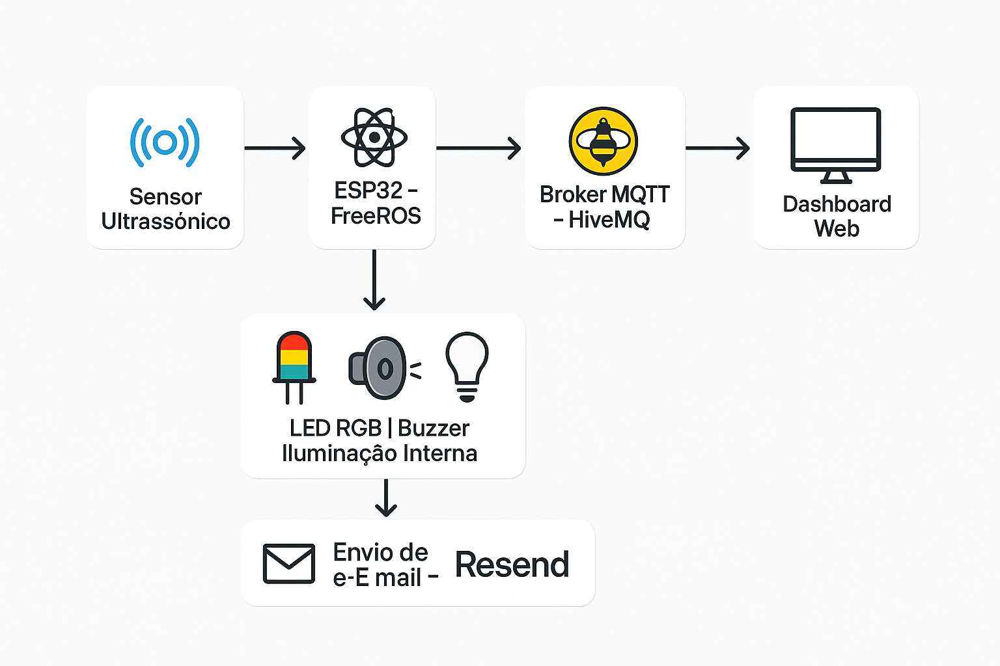 Sensor
Ultrassónico
ESP32 –
FreeROS
Broker MQTT
– HiveMQ
Dashboard
Web
LED RGB | Buzzer
Iluminação Interna
Envio de
e-E mail –
Resend